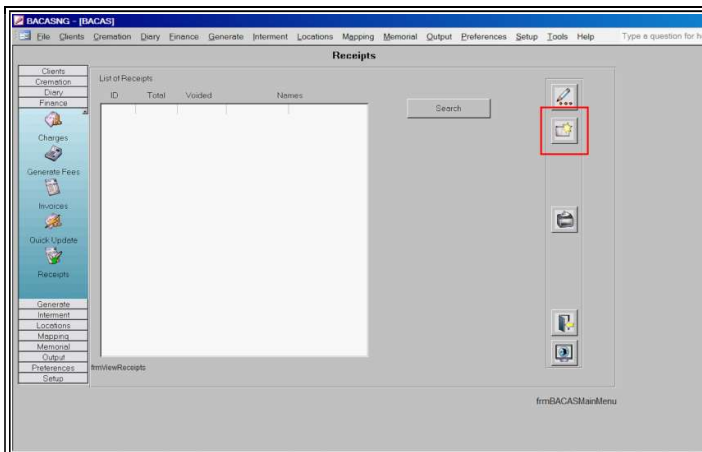 BACASNG - [BACAS]
File Clients Cremation Diary Finance Generate Interment Locations Mapping Memorial Output Preferences Setup Tools Help Type a question for h
Receipts
Clients
Cremation
Diary
Finance
Charges
Generate Fees
Invoices
Quick Update
Receipts
Generate
Interment
Locations
Mapping
Memorial
Output
Preferences
Setup
List of Receipts
ID Total Voided Names
Search
frmViewReceipts
frmBACASMainMenu